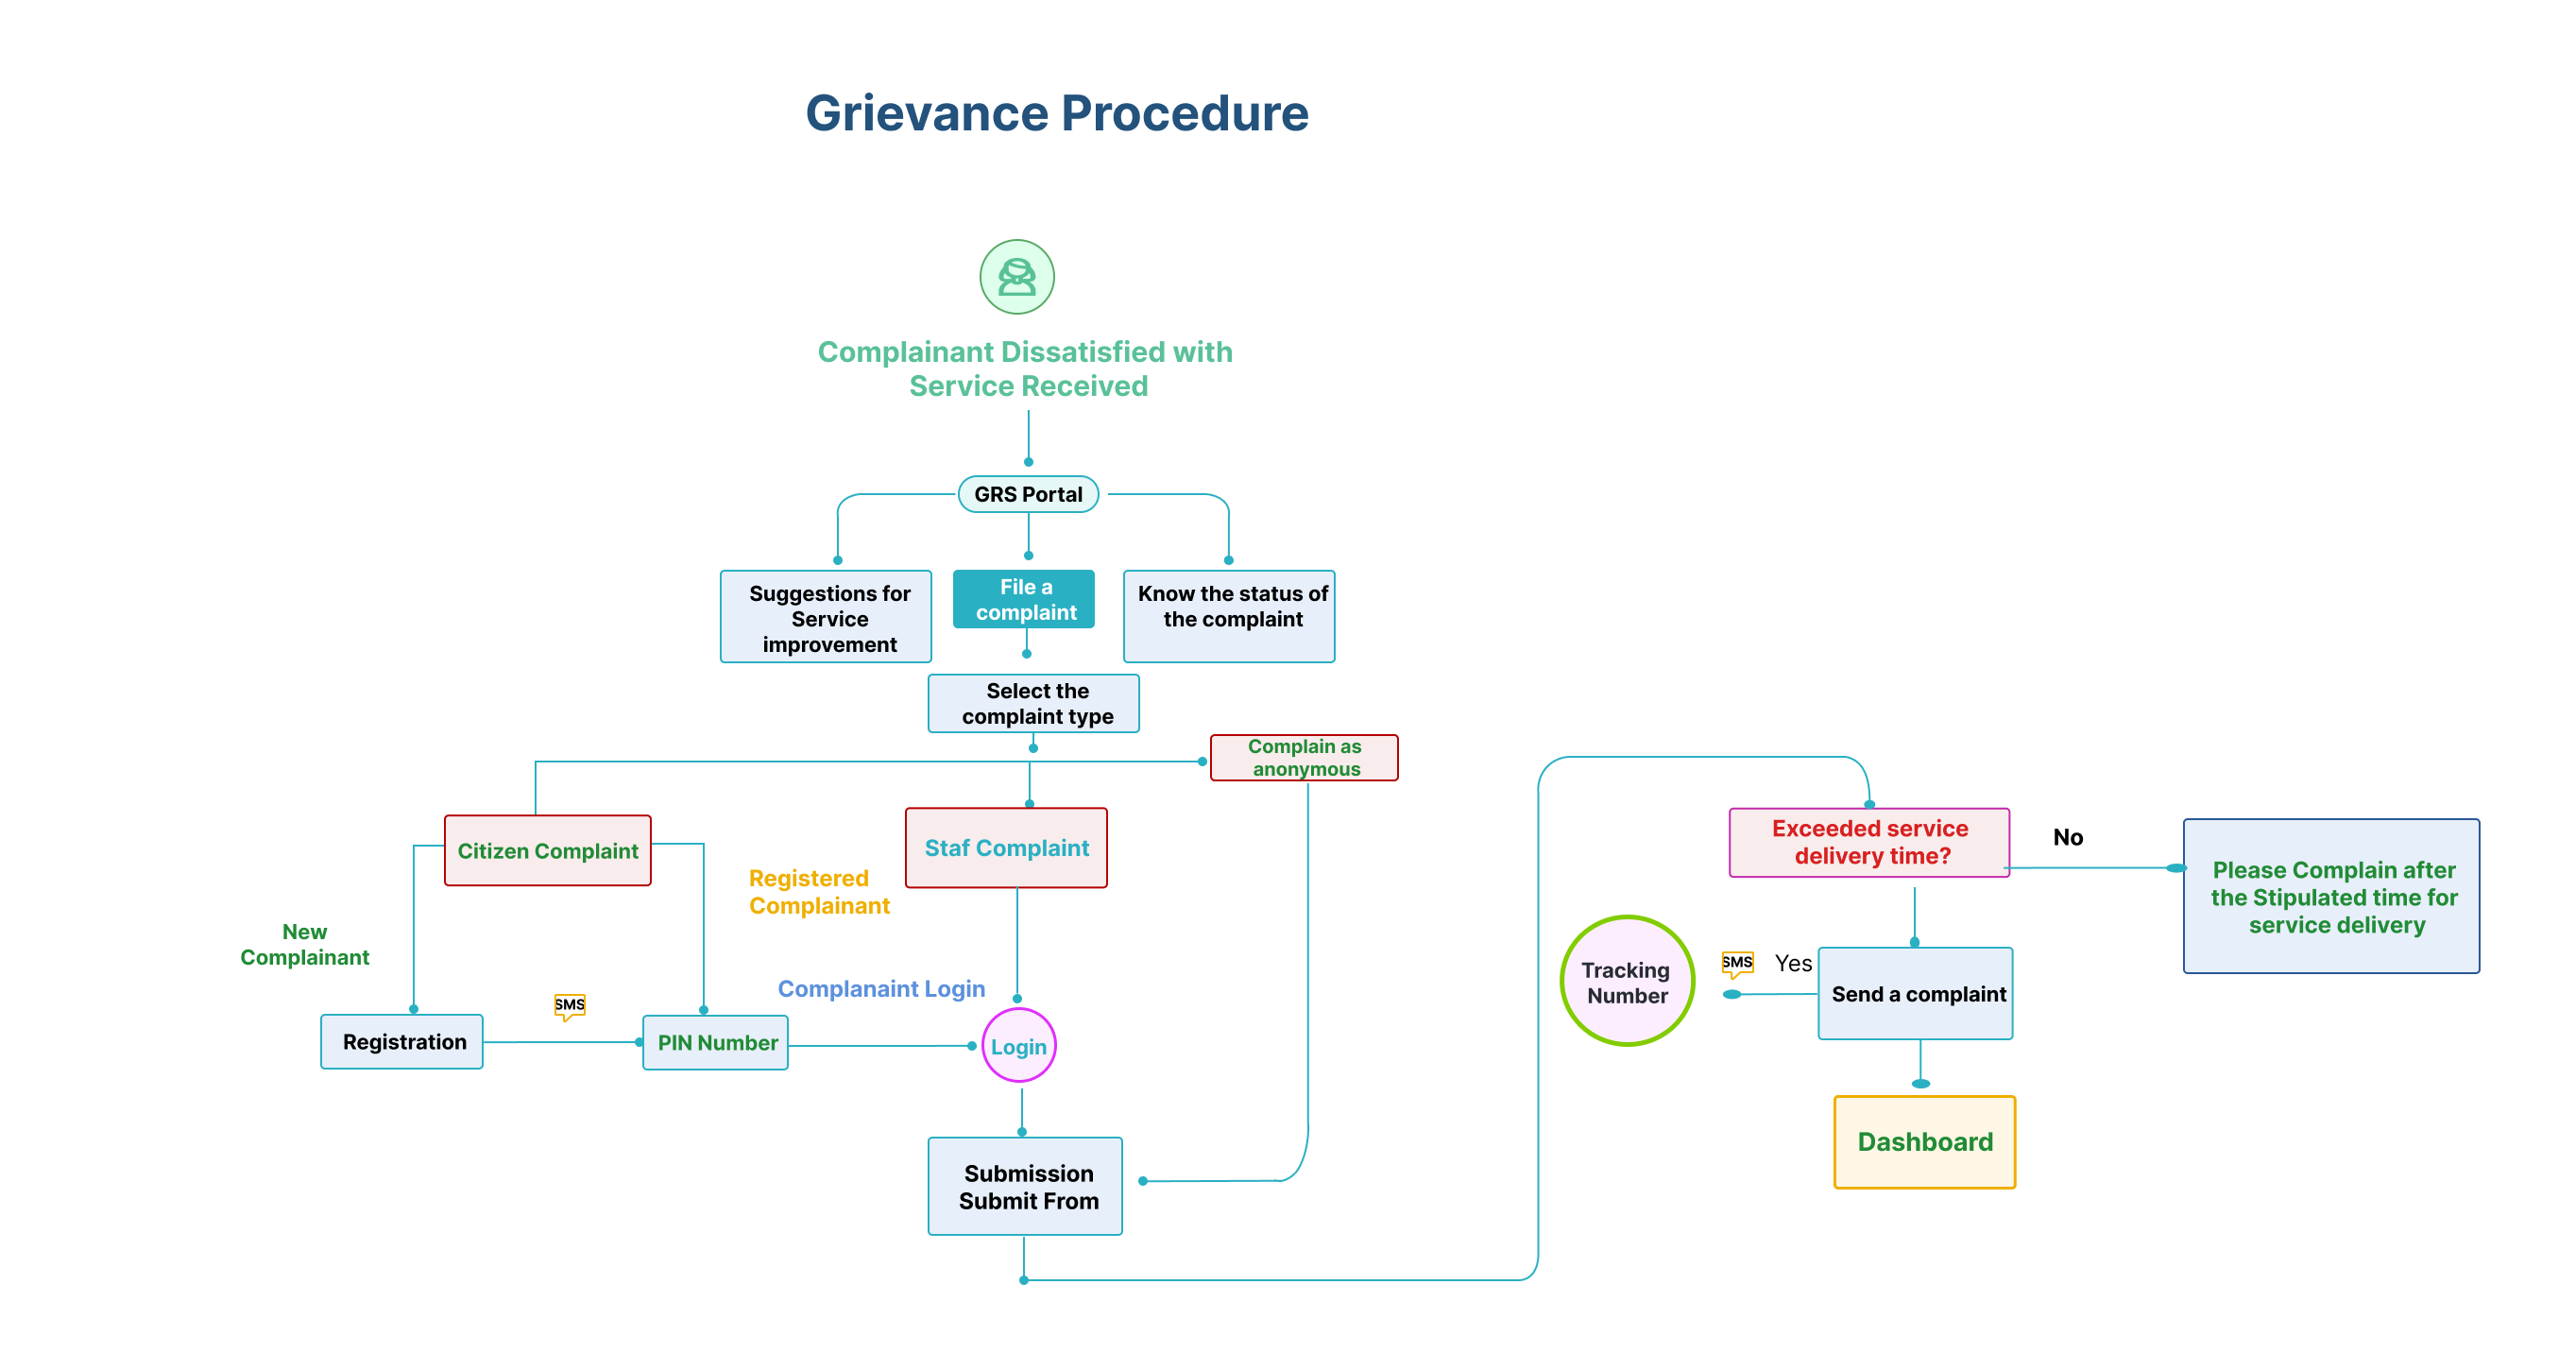 Grievance Procedure
Complainant Dissatisfied with
Service Received
GRS Portal
Suggestions for
Service
improvement
File a
complaint
Know the status of
the complaint
Select the
complaint type
Complain as
anonymous
Citizen Complaint
Staf Complaint
Registered
Complainant
New
Complainant
Complanaint Login
SMS
Registration
PIN Number
Login
Submission
Submit From
Exceeded service
delivery time?
No
Please Complain after
the Stipulated time for
service delivery
Tracking
Number
SMS
Yes
Send a complaint
Dashboard